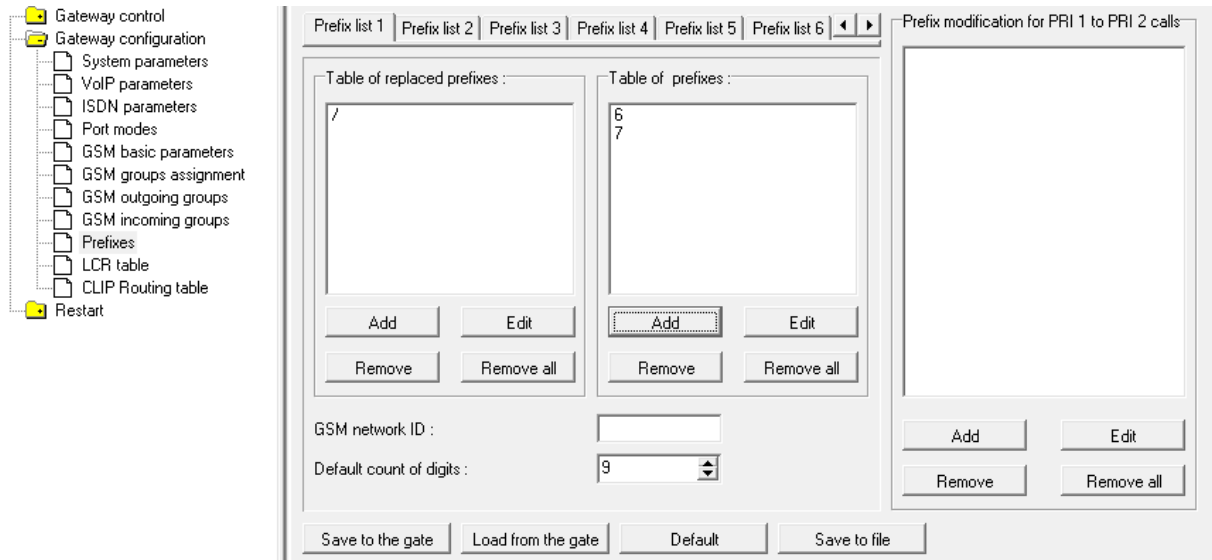 Gateway control
Gateway configuration
System parameters
VoIP parameters
ISDN parameters
Port modes
GSM basic parameters
GSM groups assignment
GSM outgoing groups
GSM incoming groups
Prefixes
LCR table
CLIP Routing table
Restart
Prefix list 1 Prefix list 2 Prefix list 3 Prefix list 4 Prefix list 5 Prefix list 6
Table of replaced prefixes :
/
Add Edit
Remove Remove all
Table of prefixes :
6
7
Add Edit
Remove Remove all
GSM network ID :
Default count of digits : 9
Prefix modification for PRI 1 to PRI 2 calls
Add Edit
Remove Remove all
Save to the gate Load from the gate Default Save to file